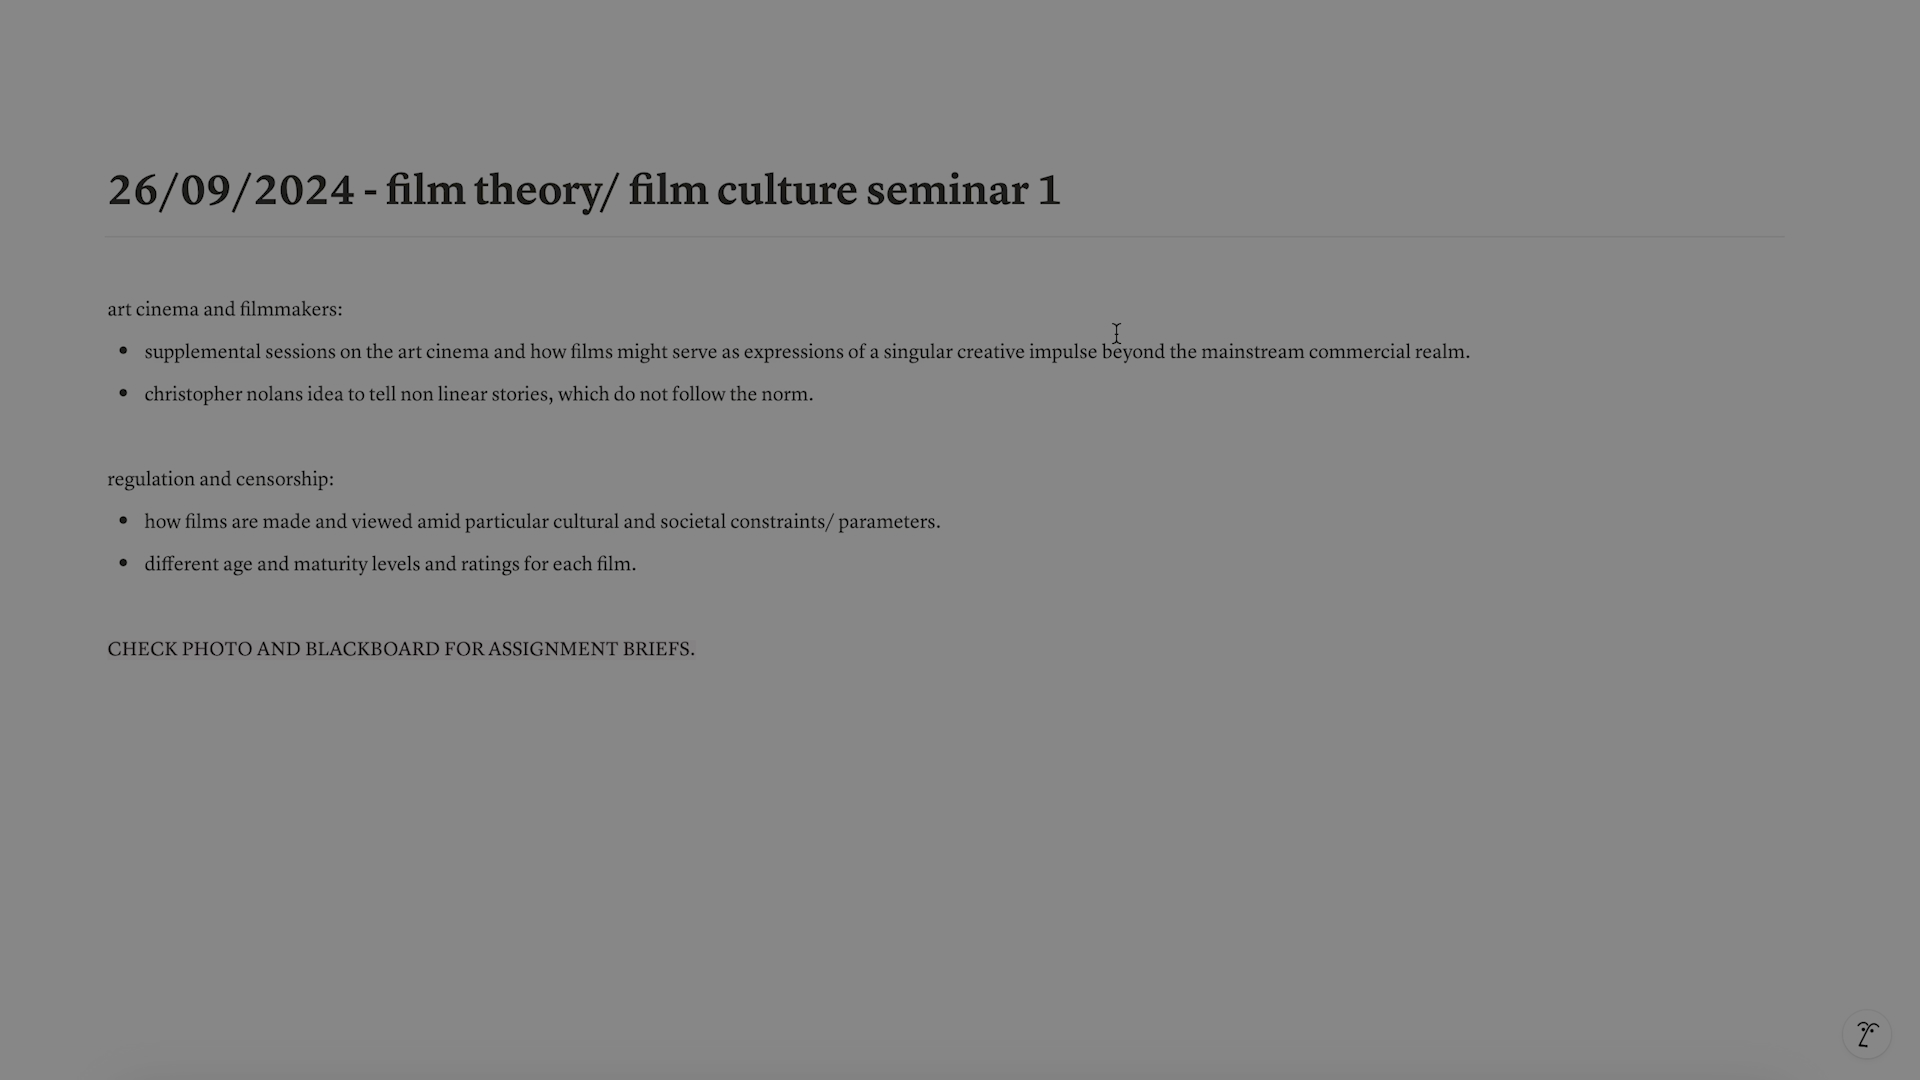 26/09/2024 - film theory/ film culture seminar 1
art cinema and filmmakers:
• supplemental sessions on the art cinema and how films might serve as expressions of a singular creative impulse beyond the mainstream commercial realm.
• christopher nolans idea to tell non linear stories, which do not follow the norm.
regulation and censorship:
• how films are made and viewed amid particular cultural and societal constraints/ parameters.
• different age and maturity levels and ratings for each film.
CHECK PHOTO AND BLACKBOARD FOR ASSIGNMENT BRIEFS.